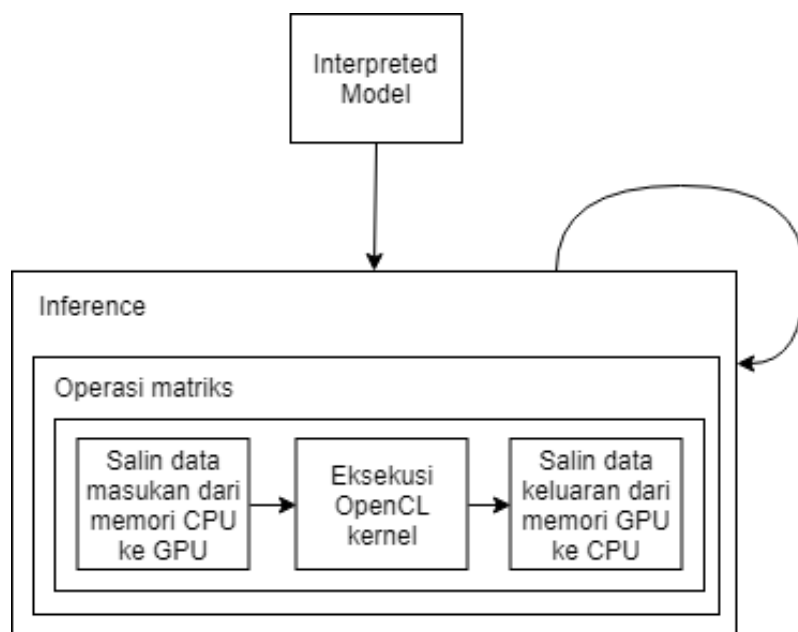 Interpreted
Model
Inference
Operasi matriks
Salin data
masukan dari
memori CPU
ke GPU
Eksekusi
OpenCL
kernel
Salin data
keluaran dari
memori GPU
ke CPU